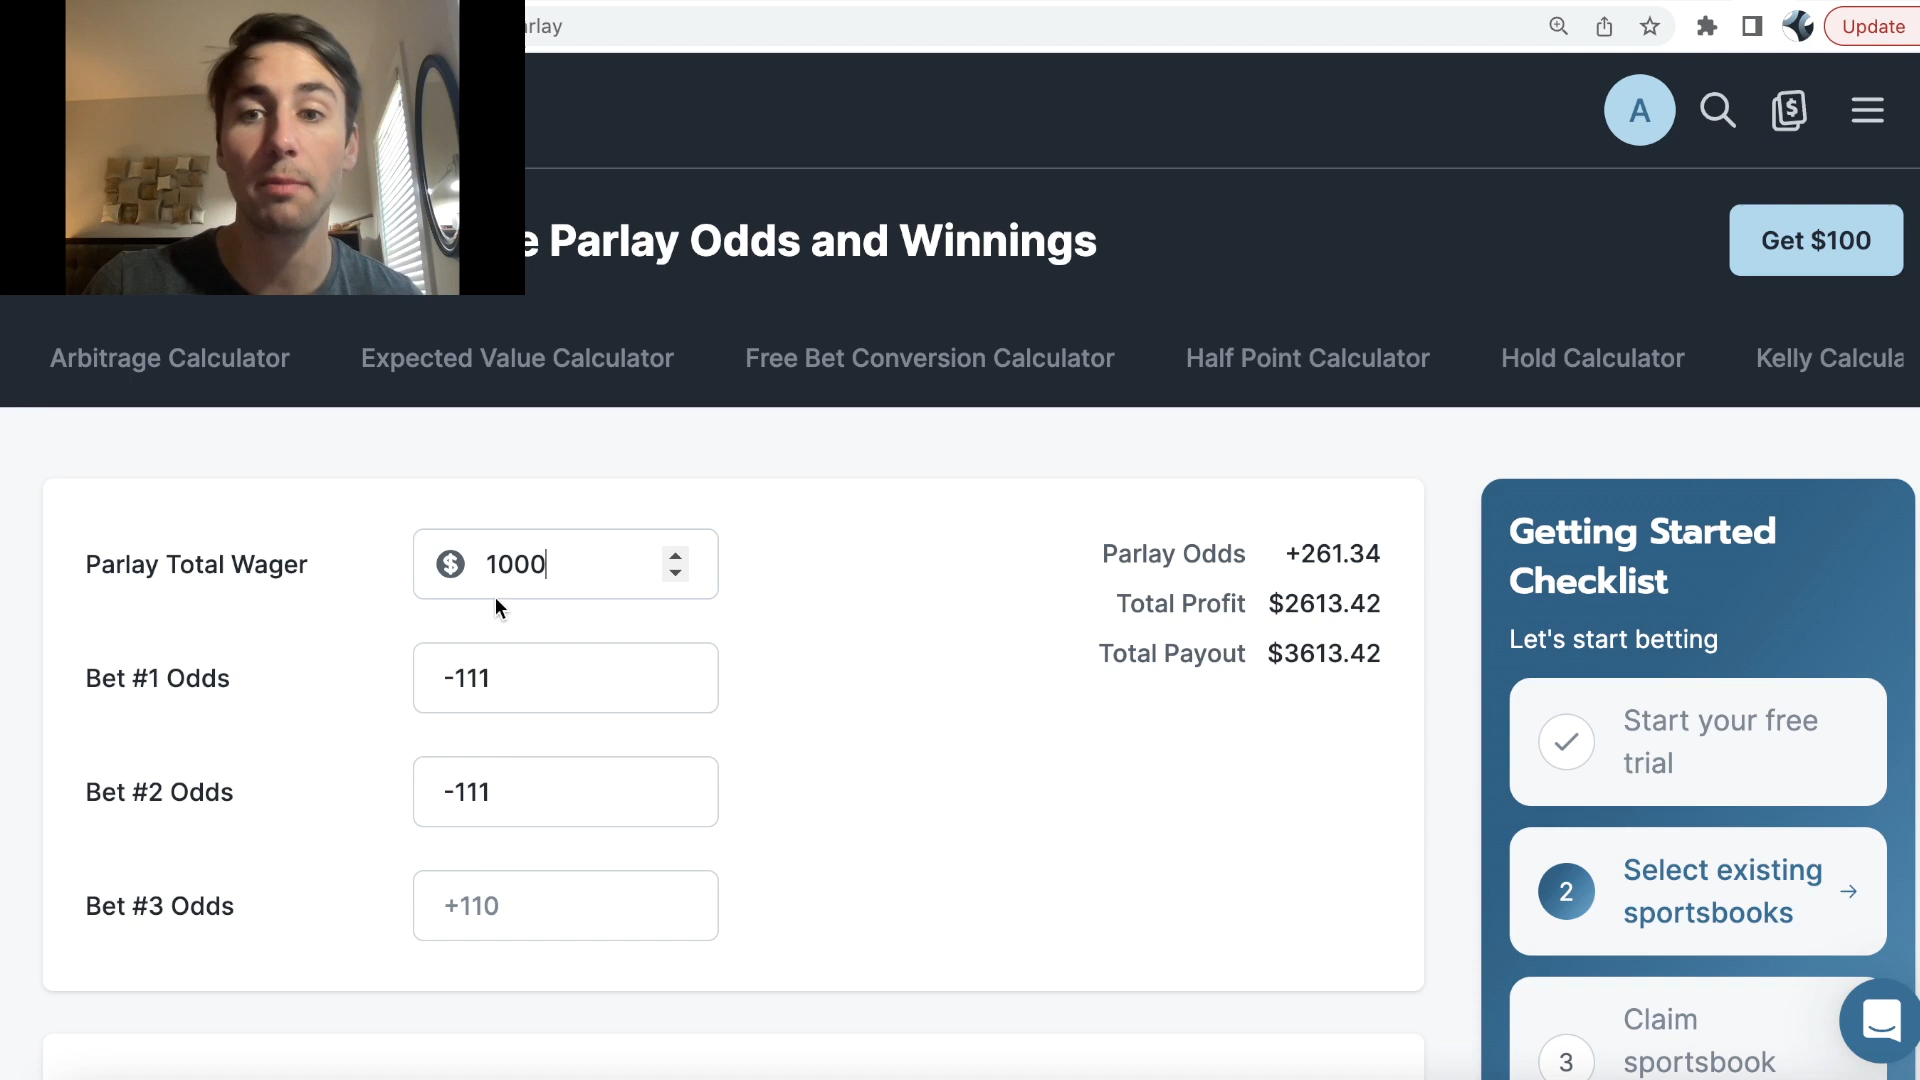 rlay
Update
A
e Parlay Odds and Winnings
Get $100
Arbitrage Calculator
Expected Value Calculator
Free Bet Conversion Calculator
Half Point Calculator
Hold Calculator
Kelly Calcula
Parlay Total Wager
$ 1000
Bet #1 Odds
-111
Bet #2 Odds
-111
Bet #3 Odds
+110
Parlay Odds +261.34
Total Profit $2613.42
Total Payout $3613.42
Getting Started
Checklist
Let's start betting
Start your free
trial
2
Select existing
sportsbooks
3
Claim
sportsbook